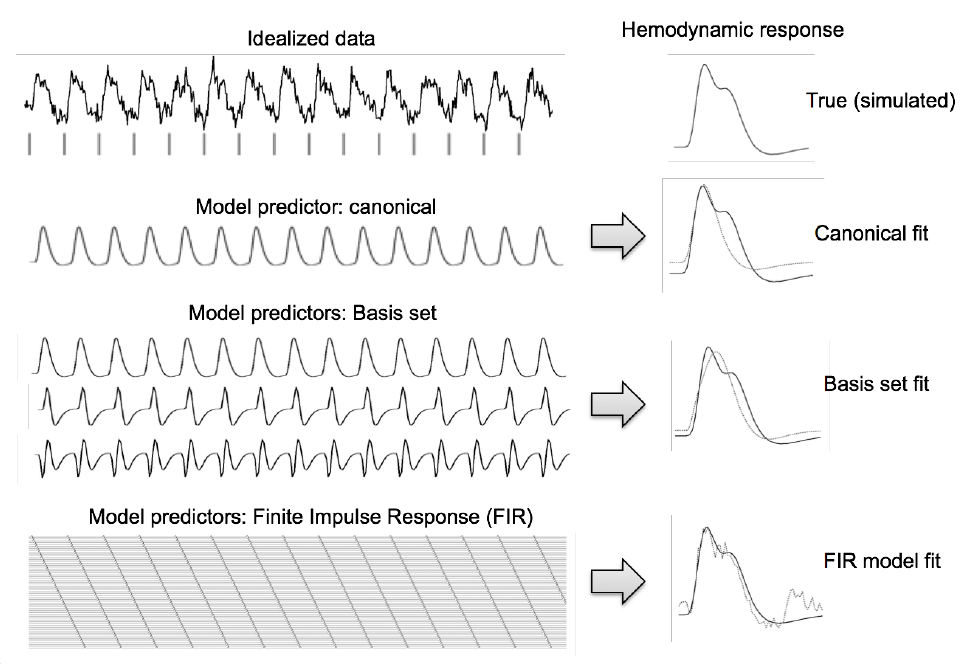 Idealized data
Hemodynamic response
True (simulated)
Model predictor: canonical
Canonical fit
Model predictors: Basis set
Basis set fit
Model predictors: Finite Impulse Response (FIR)
FIR model fit